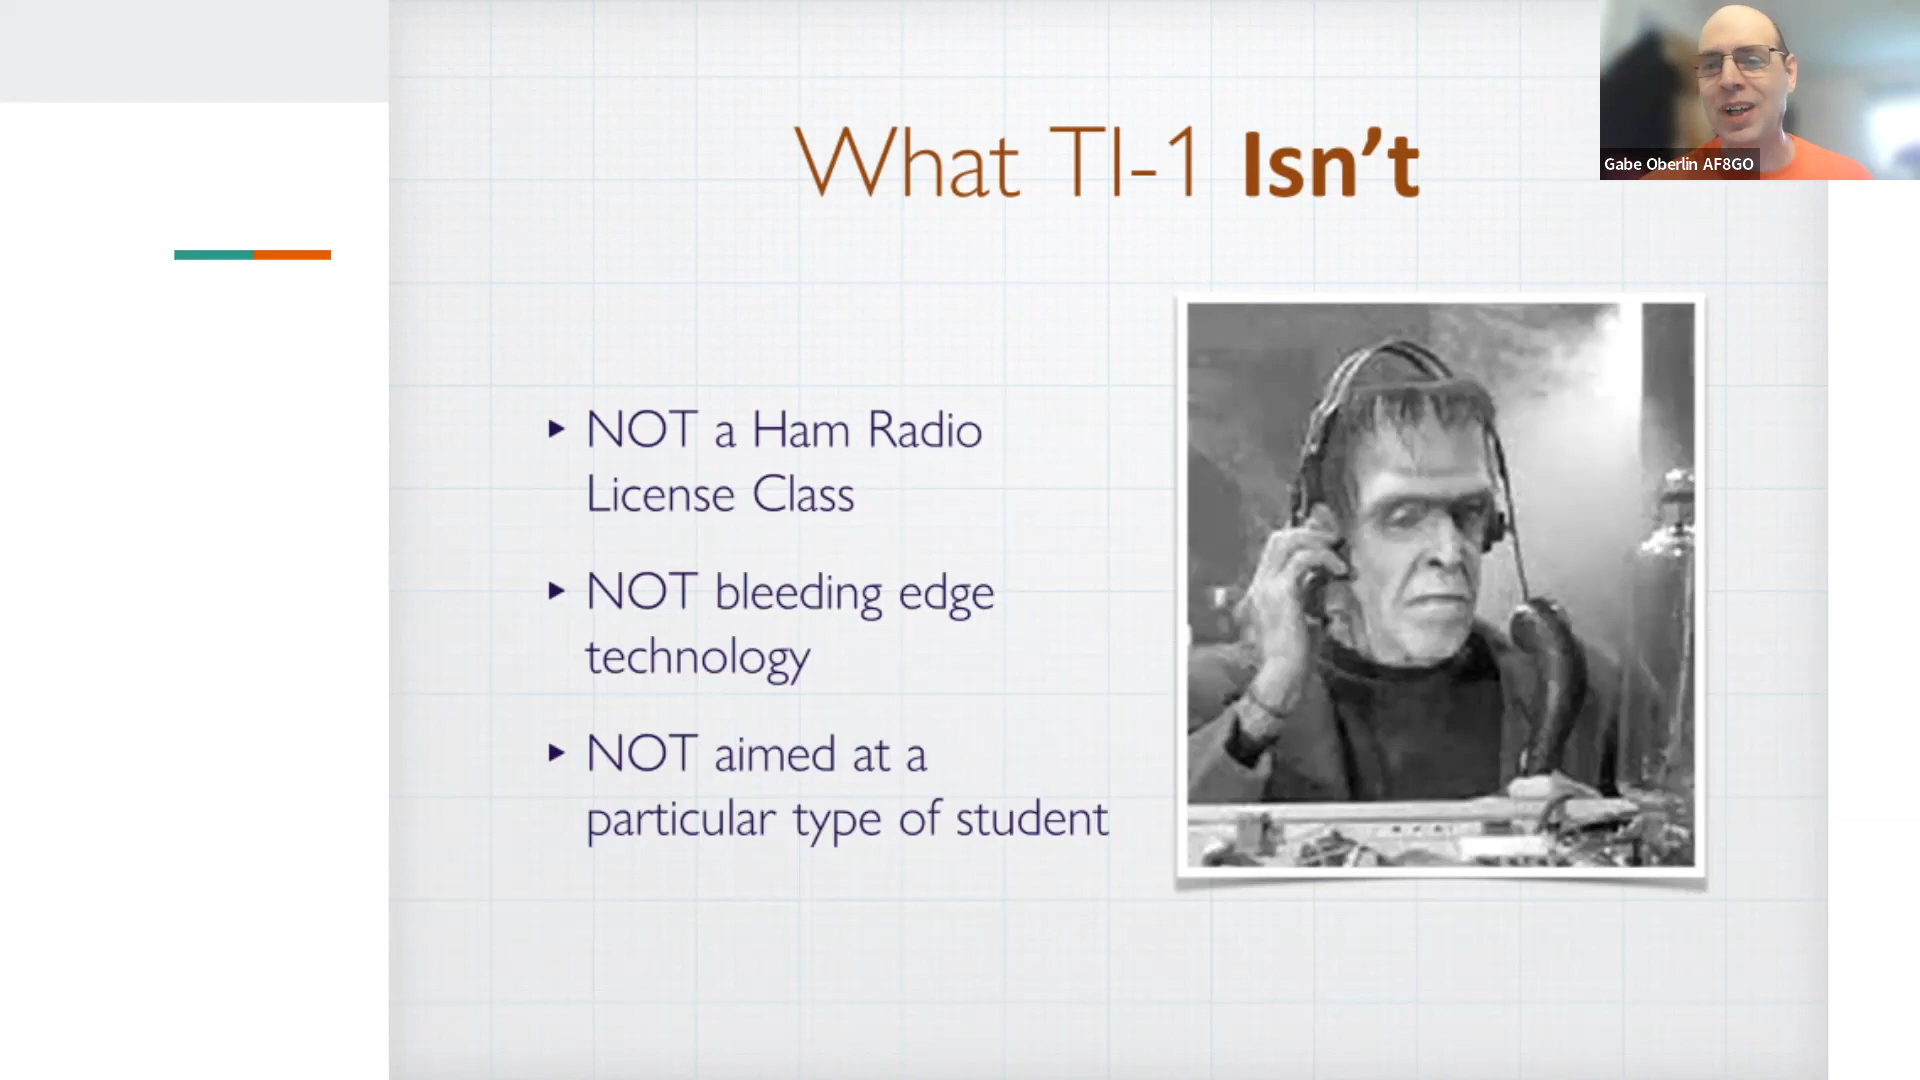 What TI-1 Isn’t
Gabe Oberlin AF8GO
▸ NOT a Ham Radio
License Class
▸ NOT bleeding edge
technology
▸ NOT aimed at a
particular type of student